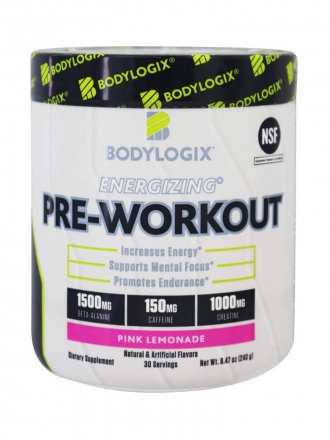 BODYLOGIX®
BODYLOGIX®
NSF
BODYLOGIX®
ENERGIZING
PRE-WORKOUT
Increases Energy*
Supports Mental Focus*
Promotes Endurance*
1500MG
BETA-ALANINE
150MG
CAFFEINE
1000MG
CREATINE
PINK LEMONADE
Dietary Supplement
Natural & Artificial Flavors
30 Servings
Net Wt. 8.47 oz (240 g)